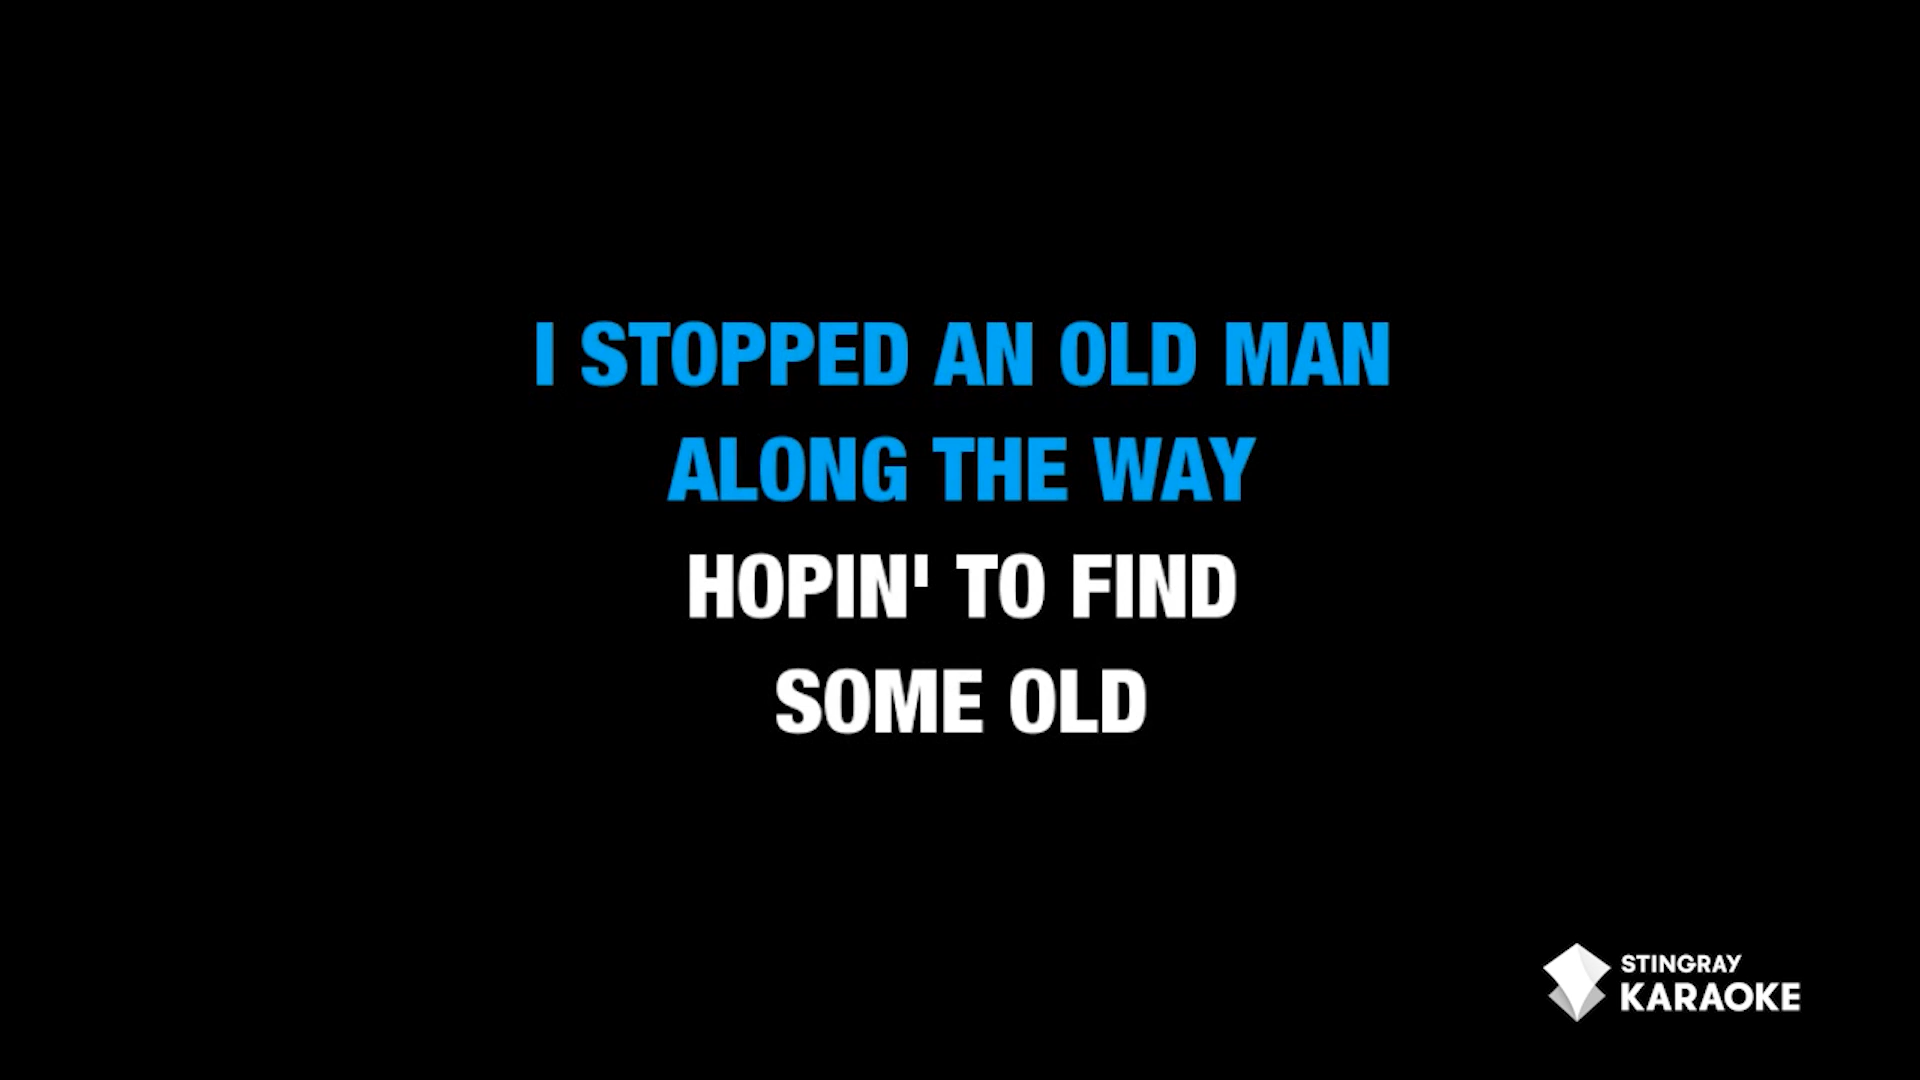 I STOPPED AN OLD MAN
ALONG THE WAY
HOPIN' TO FIND
SOME OLD
STINGRAY
KARAOKE